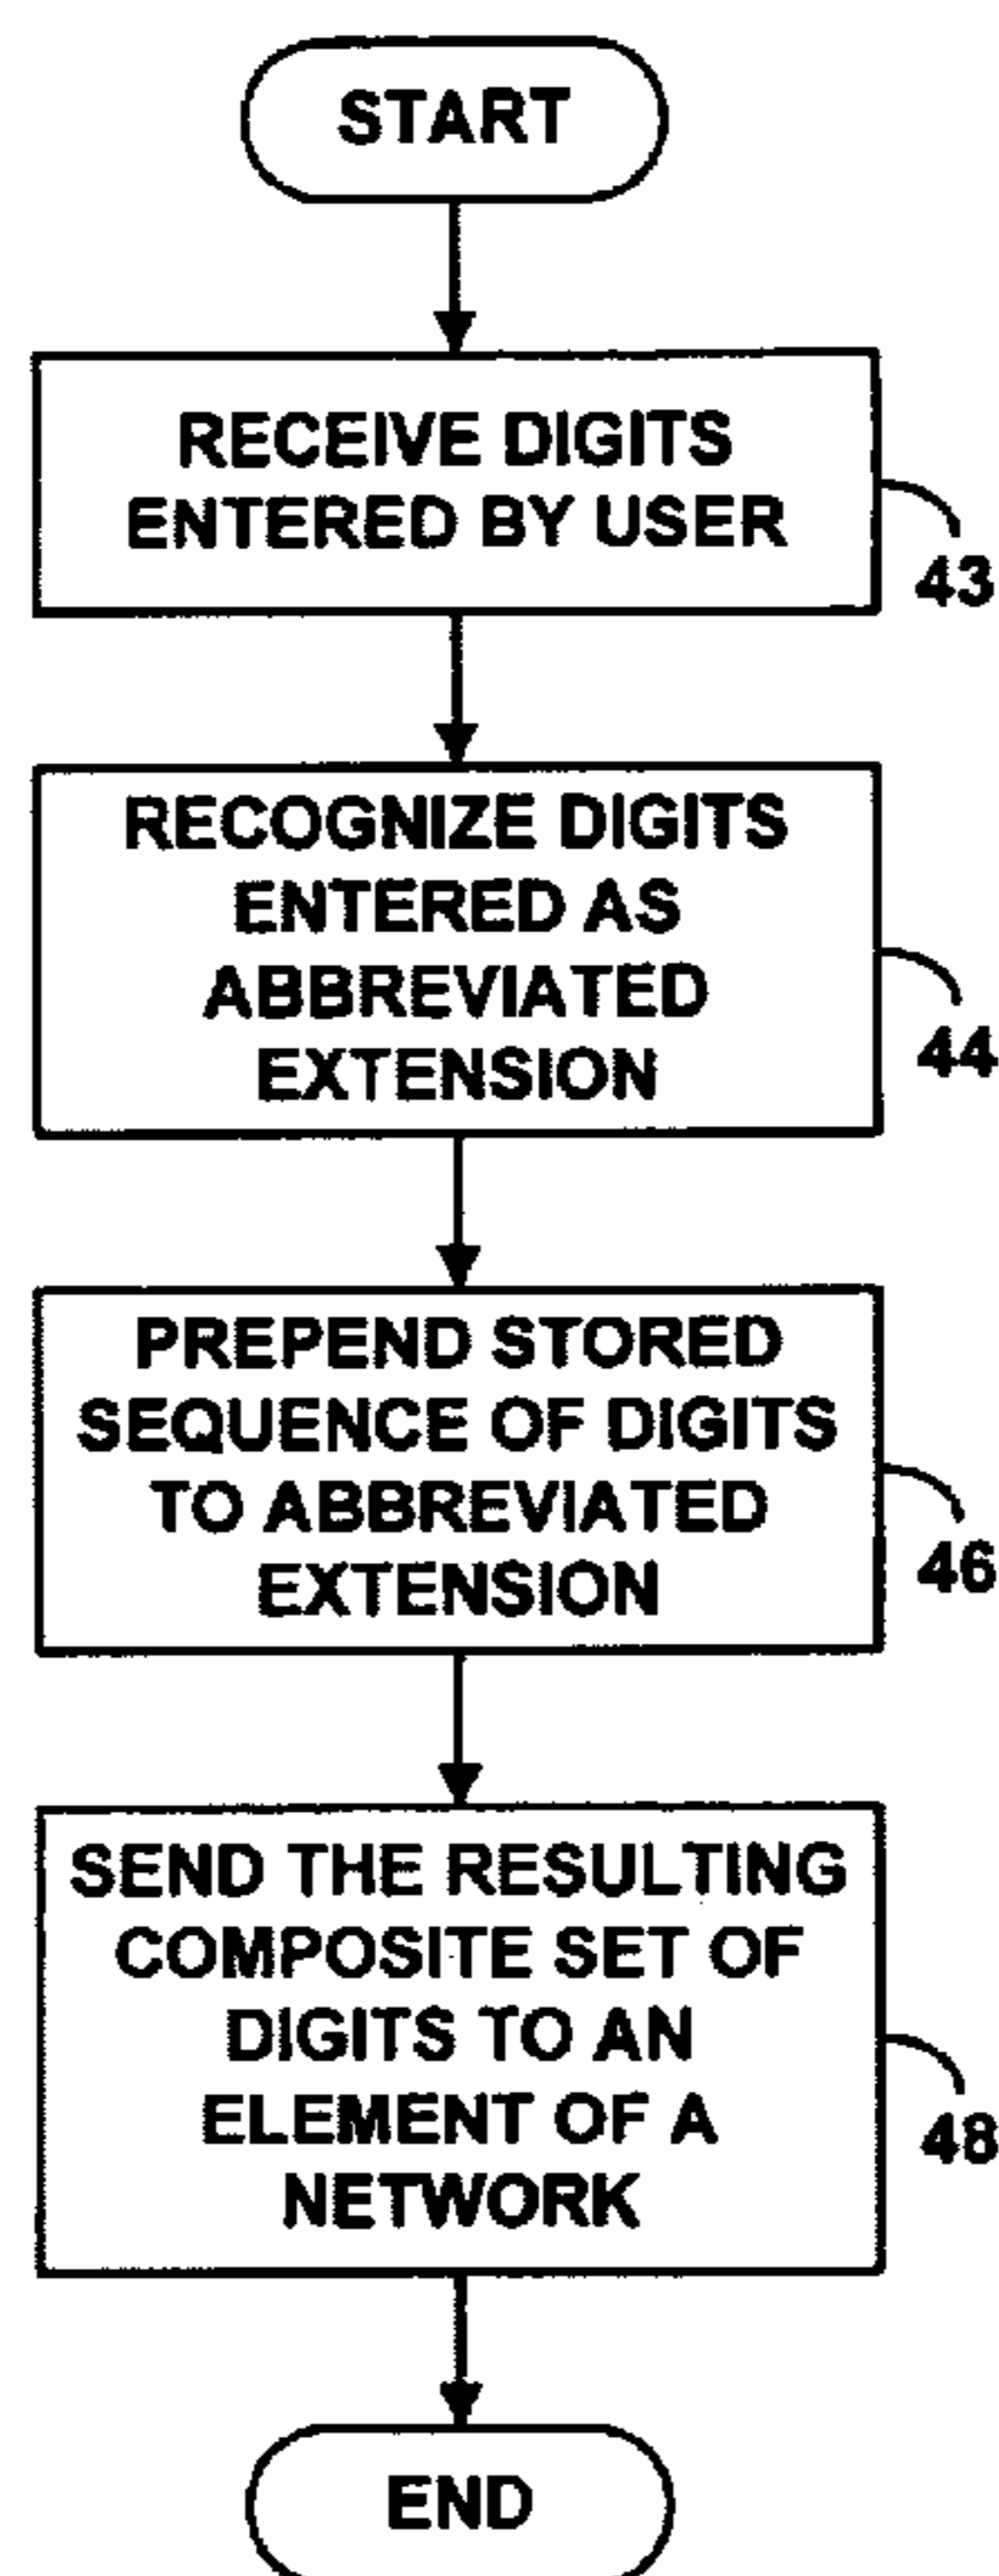 START
RECEIVE DIGITS
ENTERED BY USER
43
RECOGNIZE DIGITS
ENTERED AS
ABBREVIATED
EXTENSION
44
PREPEND STORED
SEQUENCE OF DIGITS
TO ABBREVIATED
EXTENSION
46
SEND THE RESULTING
COMPOSITE SET OF
DIGITS TO AN
ELEMENT OF A
NETWORK
48
END